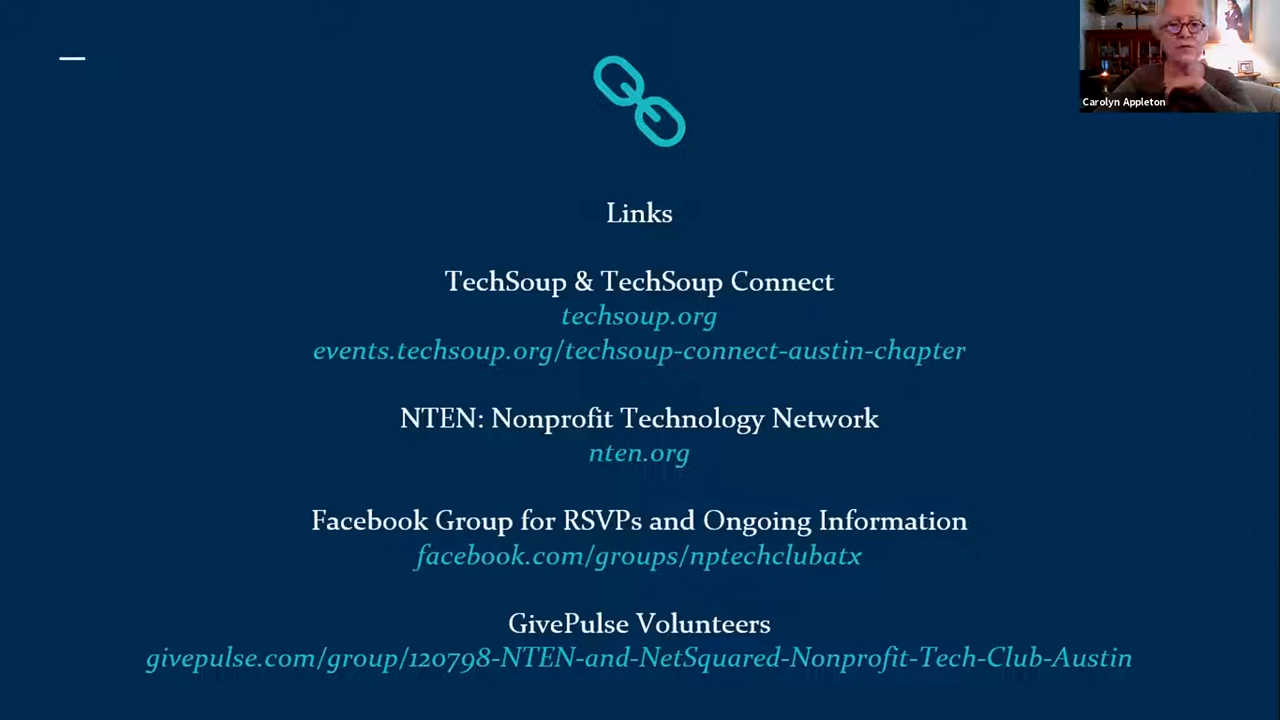 Carolyn Appleton
Links
TechSoup & TechSoup Connect
techsoup.org
events.techsoup.org/techsoup-connect-austin-chapter
NTEN: Nonprofit Technology Network
nten.org
Facebook Group for RSVPs and Ongoing Information
facebook.com/groups/nptechclubatx
GivePulse Volunteers
givepulse.com/group/120798-NTEN-and-NetSquared-Nonprofit-Tech-Club-Austin